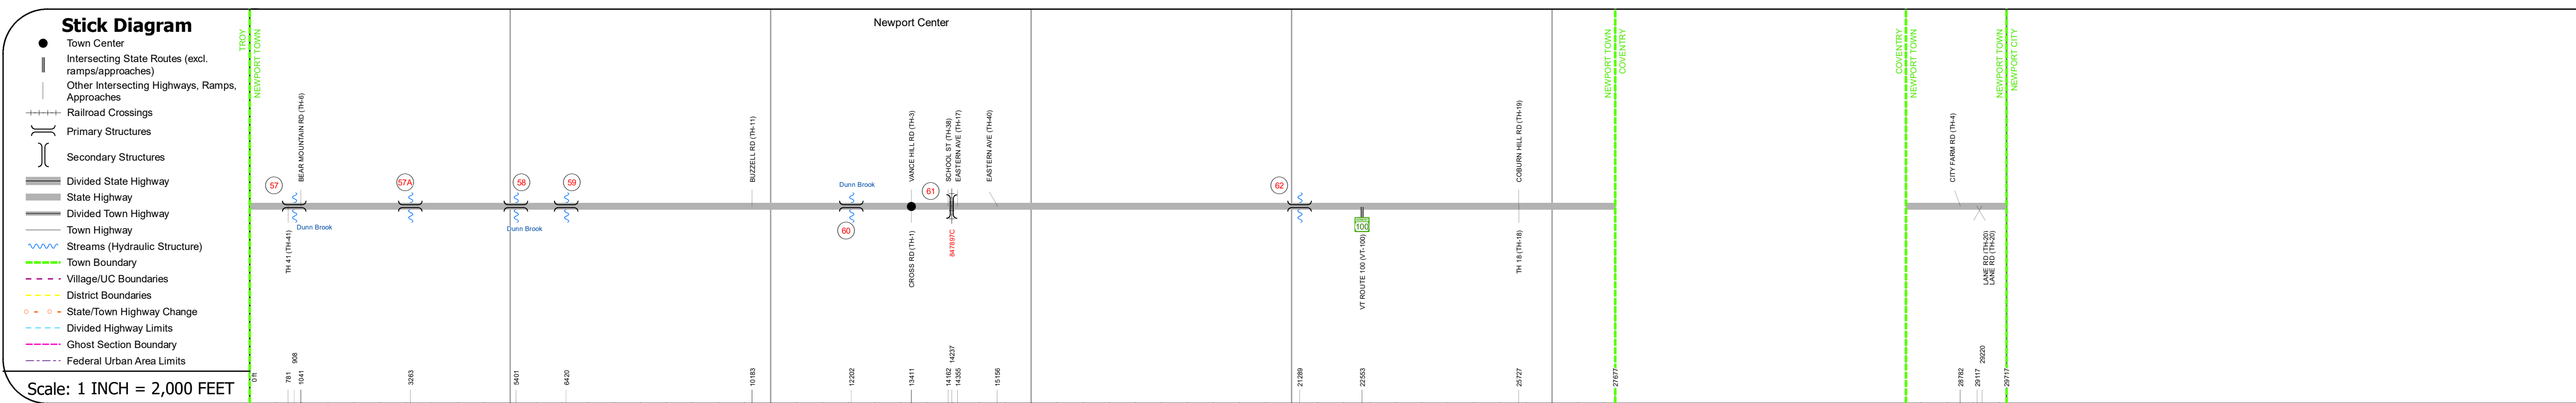 Stick Diagram
Town Center
Intersecting State Routes (excl.
ramps/approaches)
Other Intersecting Highways, Ramps,
Approaches
Railroad Crossings
Primary Structures
Secondary Structures
Divided State Highway
State Highway
Divided Town Highway
Town Highway
Streams (Hydraulic Structure)
Town Boundary
Village/UC Boundaries
District Boundaries
State/Town Highway Change
Divided Highway Limits
Ghost Section Boundary
Federal Urban Area Limits
Scale: 1 INCH = 2,000 FEET
Newport Center
TROY
NEWPORT TOWN
57
BEAR MOUNTAIN RD (TH-6)
Dunn Brook
TH 41 (TH-41)
57A
58
Dunn Brook
59
BUZZELL RD (TH-11)
Dunn Brook
60
VANCE HILL RD (TH-3)
CROSS RD (TH-1)
61
SCHOOL ST (TH-38)
EASTERN AVE (TH-17)
847897C
EASTERN AVE (TH-40)
62
100
VT ROUTE 100 (VT-100)
COBURN HILL RD (TH-19)
TH 18 (TH-18)
NEWPORT TOWN
COVENTRY
COVENTRY
NEWPORT TOWN
CITY FARM RD (TH-4)
LANE RD (TH-20)
LANE RD (TH-20)
NEWPORT TOWN
NEWPORT CITY
0 ft
781
908
1041
3263
5401
6420
10183
12202
13411
14162
14237
14355
15156
21289
22553
25727
27677
28782
29117
29220
29717